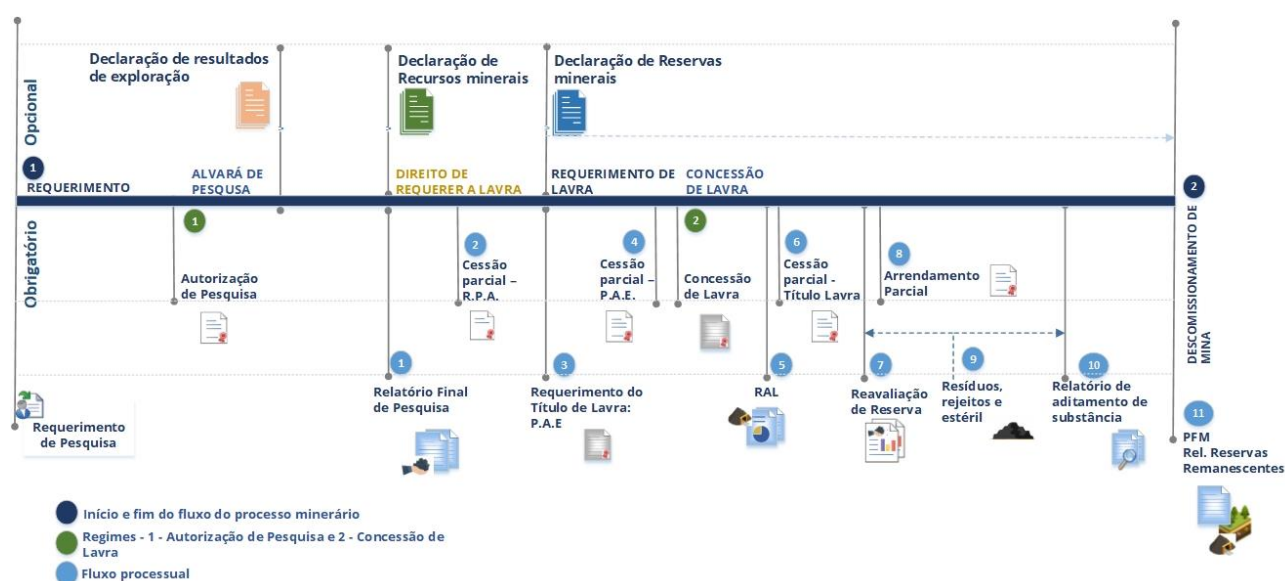 Declaração de resultados
de exploração
Declaração de
Recursos minerais
Declaração de Reservas
minerais
Opcional
1
REQUERIMENTO
ALVARÁ DE
PESQUSA
DIREITO DE
REQUERER A LAVRA
REQUERIMENTO DE
LAVRA
CONCESSÃO
DE LAVRA
2
DESCOMISSIONAMENTO DE
MINA
Obrigatório
1
Autorização
de Pesquisa
2
Cessão
parcial –
R.P.A.
4
Cessão
parcial –
P.A.E.
2
Concessão
de Lavra
6
Cessão
parcial -
Título Lavra
8
Arrendamento
Parcial
Requerimento
de Pesquisa
1
Relatório Final
de Pesquisa
3
Requerimento do
Título de Lavra:
P.A.E
5
RAL
7
Reavaliação
de Reserva
9
Resíduos,
rejeitos e
estéril
10
Relatório de
aditamento de
substância
11
PFM
Rel. Reservas
Remanescentes
Início e fim do fluxo do processo minerário
Regimes - 1 - Autorização de Pesquisa e 2 - Concessão de
Lavra
Fluxo processual